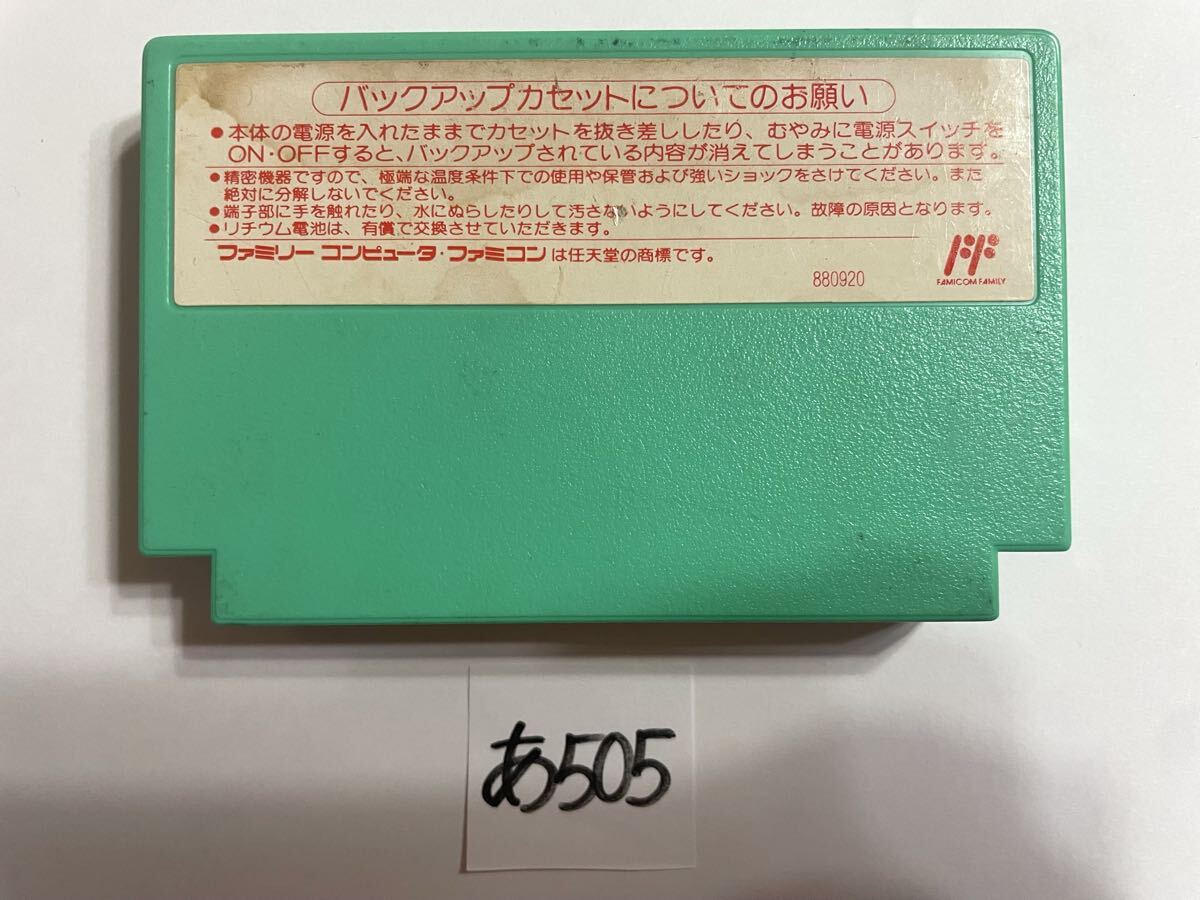 バックアップカセットについてのお願い
●本体の電源を入れたままでカセットを抜き差ししたり、むやみに電源スイッチを
ON・OFFすると、バックアップされている内容が消えてしまうことがあります。
●精密機器ですので、極端な温度条件下での使用や保管および強いショックをさけてください。また
絶対に分解しないでください。
●端子部に手を触れたり、水にぬらしたりして汚さないようにしてください。故障の原因となります。
●リチウム電池は、有償で交換させていただきます。
ファミリーコンピュータ・ファミコンは任天堂の商標です。
880920
FAMICOM FAMILY
あ505